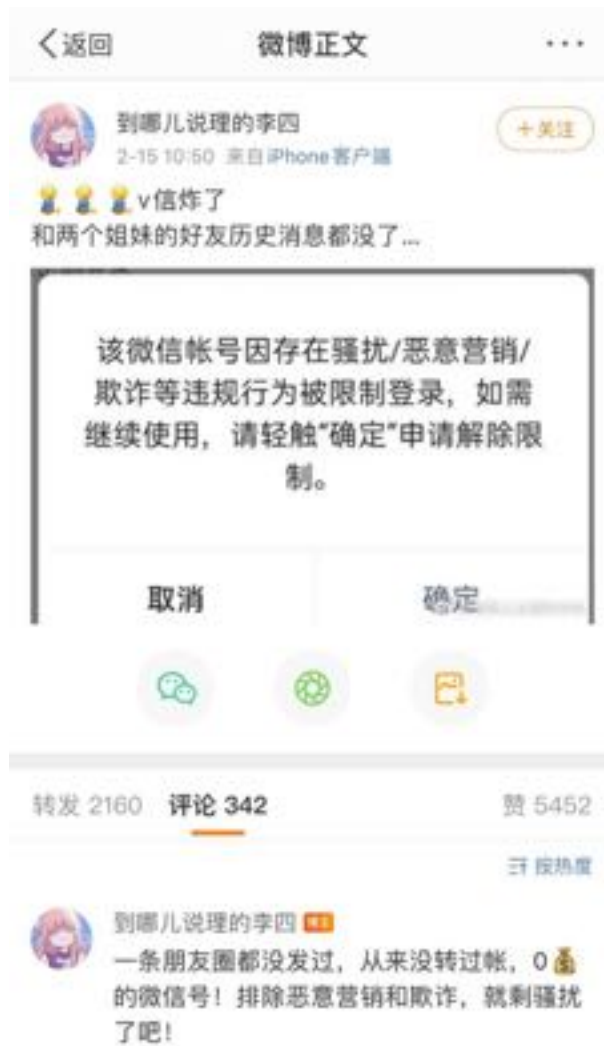 返回
微博正文
到哪儿说理的李四
+关注
2-15 10:50 来自iPhone客户端
v信炸了
和两个姐妹的好友历史消息都没了...
该微信帐号因存在骚扰/恶意营销/
欺诈等违规行为被限制登录，如需
继续使用，请轻触"确定"申请解除限
制。
取消
确定
转发 2160
评论 342
赞 5452
按热度
到哪儿说理的李四
一条朋友圈都没发过，从来没转过帐，0💰
的微信号！排除恶意营销和欺诈，就剩骚扰
了吧！